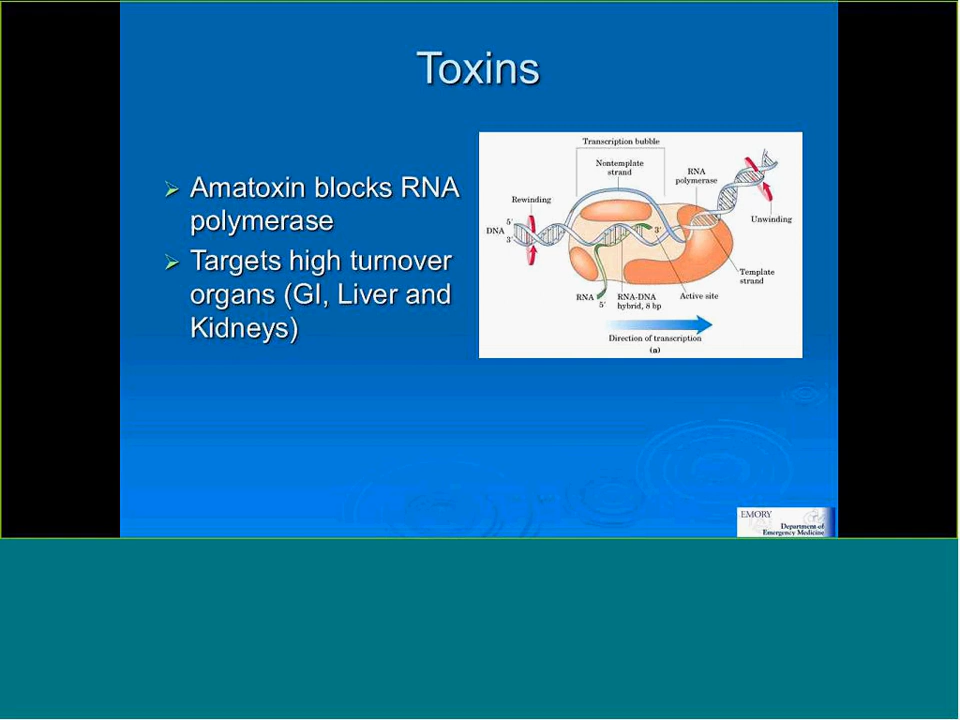 Toxins
➢ Amatoxin blocks RNA
polymerase
➢ Targets high turnover
organs (GI, Liver and
Kidneys)
Transcription bubble
Nontemplate
strand
RNA
polymerase
Rewinding
Unwinding
5'
DNA
3'
3'
Template
strand
RNA
5'
RNA-DNA
hybrid, 8 bp
Active site
Direction of transcription
(a)
EMORY
Department of
Emergency Medicine